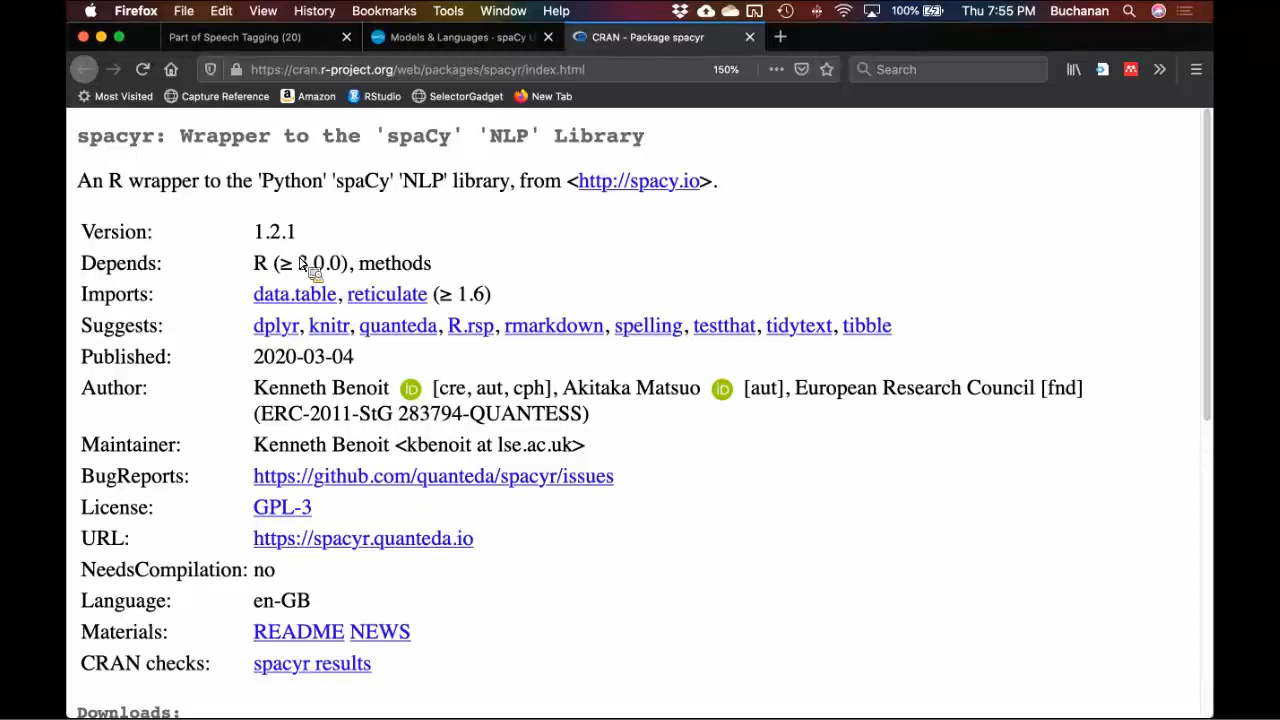 Firefox File Edit View History Bookmarks Tools Window Help 100% Thu 7:55 PM Buchanan
Part of Speech Tagging (20) Models & Languages · spaCy CRAN - Package spacyr
https://cran.r-project.org/web/packages/spacyr/index.html 150% Search
Most Visited Capture Reference Amazon RStudio SelectorGadget New Tab
spacyr: Wrapper to the 'spaCy' 'NLP' Library
An R wrapper to the 'Python' 'spaCy' 'NLP' library, from <http://spacy.io>.
Version: 1.2.1
Depends: R (≥ 3.0.0), methods
Imports: data.table, reticulate (≥ 1.6)
Suggests: dplyr, knitr, quanteda, R.rsp, rmarkdown, spelling, testthat, tidytext, tibble
Published: 2020-03-04
Author: Kenneth Benoit iD [cre, aut, cph], Akitaka Matsuo iD [aut], European Research Council [fnd]
(ERC-2011-StG 283794-QUANTESS)
Maintainer: Kenneth Benoit <kbenoit at lse.ac.uk>
BugReports: https://github.com/quanteda/spacyr/issues
License: GPL-3
URL: https://spacyr.quanteda.io
NeedsCompilation: no
Language: en-GB
Materials: README NEWS
CRAN checks: spacyr results
Downloads: